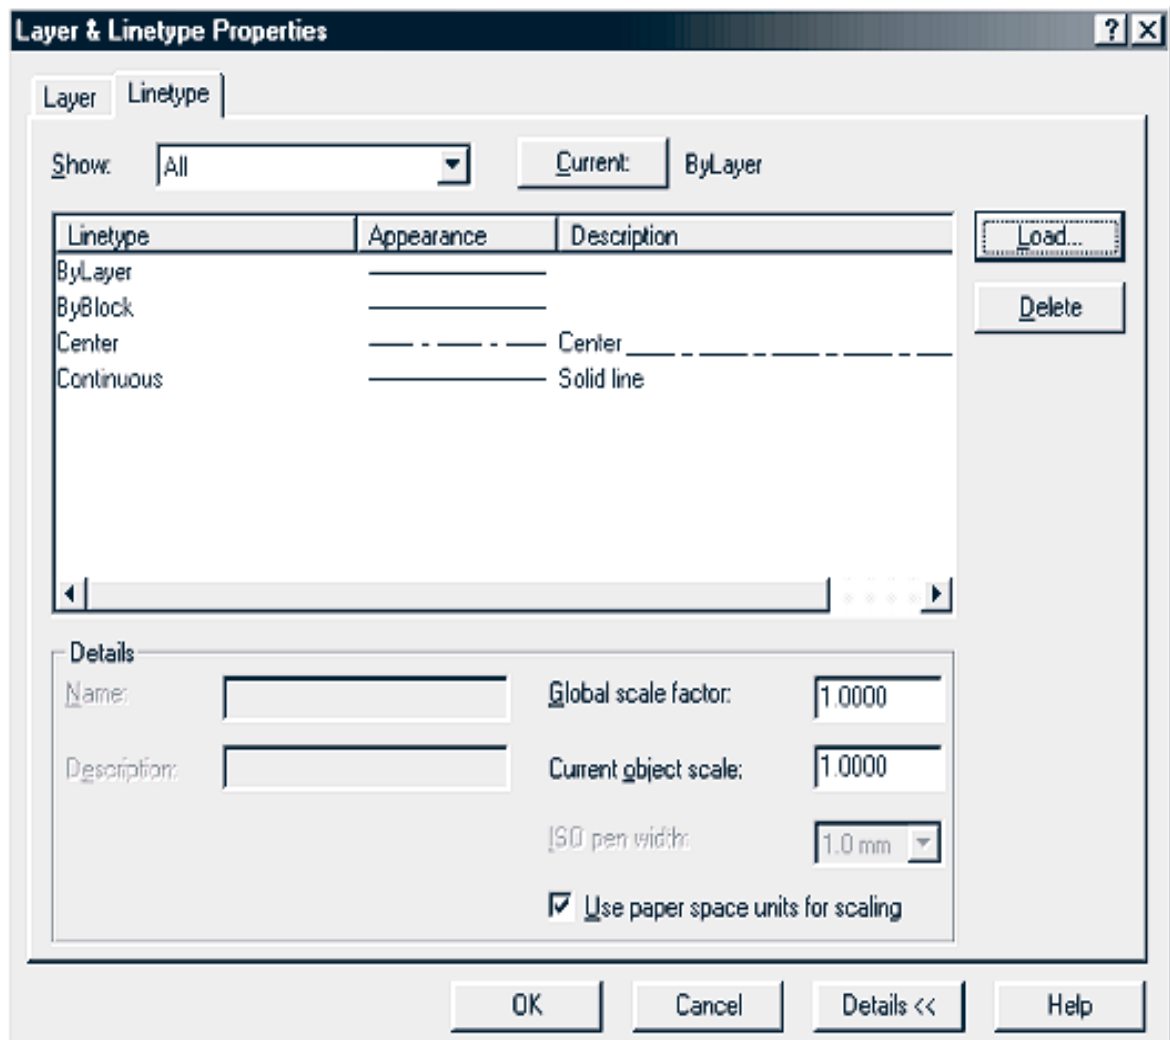 Layer & Linetype Properties
Layer Linetype
Show: All Current: ByLayer
Linetype Appearance Description
Load...
ByLayer
ByBlock
Delete
Center Center
Continuous Solid line
Details
Name: Global scale factor: 1.0000
Description: Current object scale: 1.0000
ISO pen width: 1.0 mm
Use paper space units for scaling
OK Cancel Details << Help